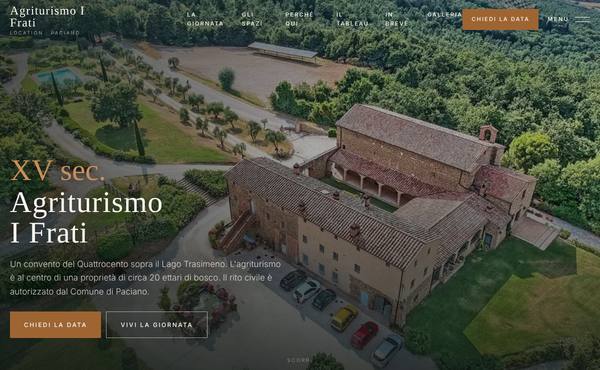 Agriturismo I
Frati
LOCATION · PACIANO
LA
GIORNATA
GLI
SPAZI
PERCHÉ
QUI
IL
TABLEAU
IN
BREVE
GALLERIA
CHIEDI LA DATA
MENU
XV sec.
Agriturismo
I Frati
Un convento del Quattrocento sopra il Lago Trasimeno. L'agriturismo
è al centro di una proprietà di circa 20 ettari di bosco. Il rito civile è
autorizzato dal Comune di Paciano.
CHIEDI LA DATA
VIVI LA GIORNATA
SCORRI